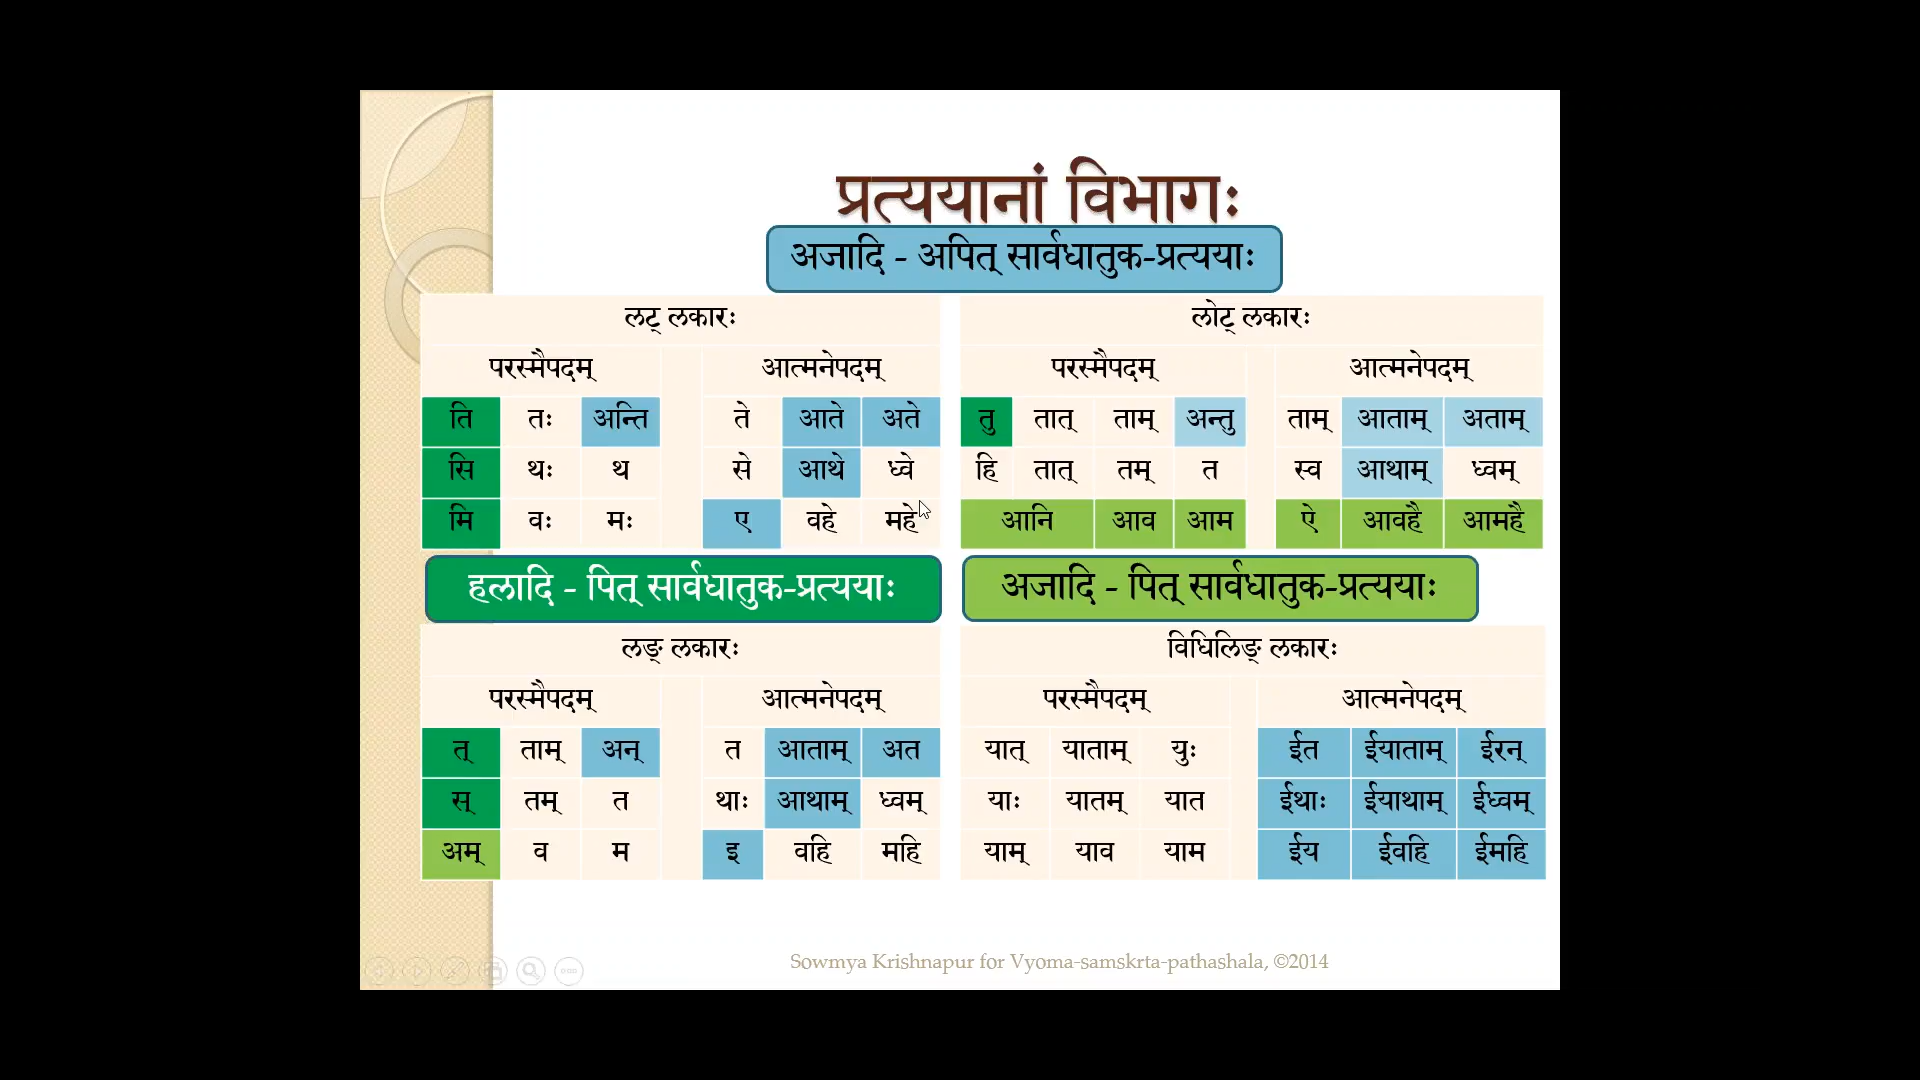 प्रत्ययानां विभागः
अजादि - अपित् सार्वधातुक-प्रत्ययाः
लट् लकारः
परस्मैपदम् आत्मनेपदम्
ति तः अन्ति ते आते अते
सि थः थ से आथे ध्वे
मि वः मः ए वहे महे
लोट् लकारः
परस्मैपदम् आत्मनेपदम्
तु तात् ताम् अन्तु ताम् आताम् अताम्
हि तात् तम् त स्व आथाम् ध्वम्
आनि आव आम ऐ आवहै आमहै
हलादि - पित् सार्वधातुक-प्रत्ययाः
अजादि - पित् सार्वधातुक-प्रत्ययाः
लङ् लकारः
परस्मैपदम् आत्मनेपदम्
त् ताम् अन् त आताम् अत
स् तम् त थाः आथाम् ध्वम्
अम् व म इ वहि महि
विधिलिङ् लकारः
परस्मैपदम् आत्मनेपदम्
यात् याताम् युः ईत ईयाताम् ईरन्
याः यातम् यात ईथाः ईयाथाम् ईध्वम्
याम् याव याम ईय ईवहि ईमहि
Sowmya Krishnapur for Vyoma-samskrta-pathashala, ©2014